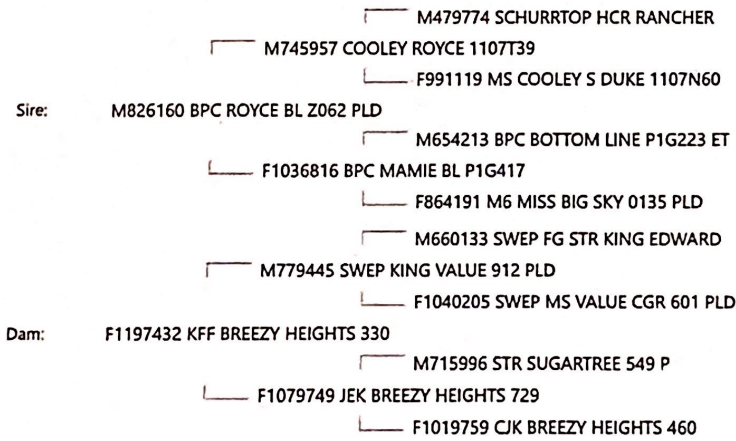 M479774 SCHURRTOP HCR RANCHER
M745957 COOLEY ROYCE 1107T39
F991119 MS COOLEY S DUKE 1107N60
Sire: M826160 BPC ROYCE BL Z062 PLD
M654213 BPC BOTTOM LINE P1G223 ET
F1036816 BPC MAMIE BL P1G417
F864191 M6 MISS BIG SKY 0135 PLD
M660133 SWEP FG STR KING EDWARD
M779445 SWEP KING VALUE 912 PLD
F1040205 SWEP MS VALUE CGR 601 PLD
Dam: F1197432 KFF BREEZY HEIGHTS 330
M715996 STR SUGARTREE 549 P
F1079749 JEK BREEZY HEIGHTS 729
F1019759 CJK BREEZY HEIGHTS 460